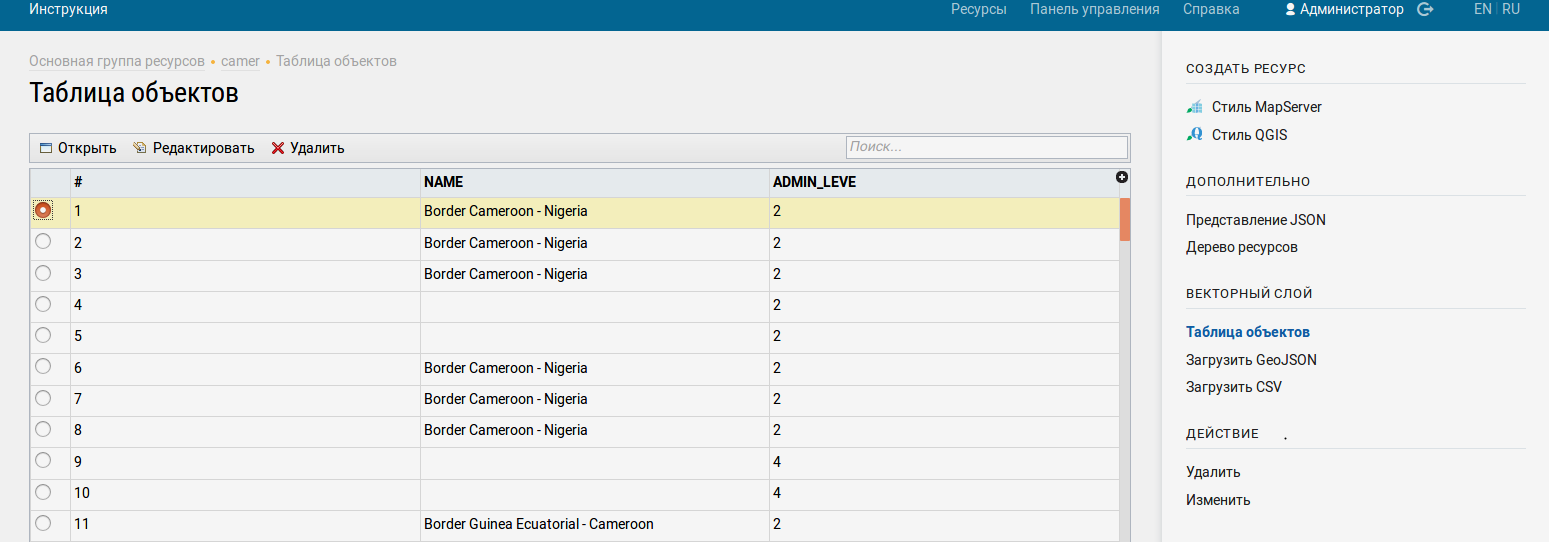 Инструкция
Ресурсы Панель управления Справка Администратор EN RU
Основная группа ресурсов • camer • Таблица объектов
Таблица объектов
Открыть Редактировать Удалить Поиск...
# NAME ADMIN_LEVE
1 Border Cameroon - Nigeria 2
2 Border Cameroon - Nigeria 2
3 Border Cameroon - Nigeria 2
4 2
5 2
6 Border Cameroon - Nigeria 2
7 Border Cameroon - Nigeria 2
8 Border Cameroon - Nigeria 2
9 4
10 4
11 Border Guinea Ecuatorial - Cameroon 2
СОЗДАТЬ РЕСУРС
Стиль MapServer
Стиль QGIS
ДОПОЛНИТЕЛЬНО
Представление JSON
Дерево ресурсов
ВЕКТОРНЫЙ СЛОЙ
Таблица объектов
Загрузить GeoJSON
Загрузить CSV
ДЕЙСТВИЕ
Удалить
Изменить